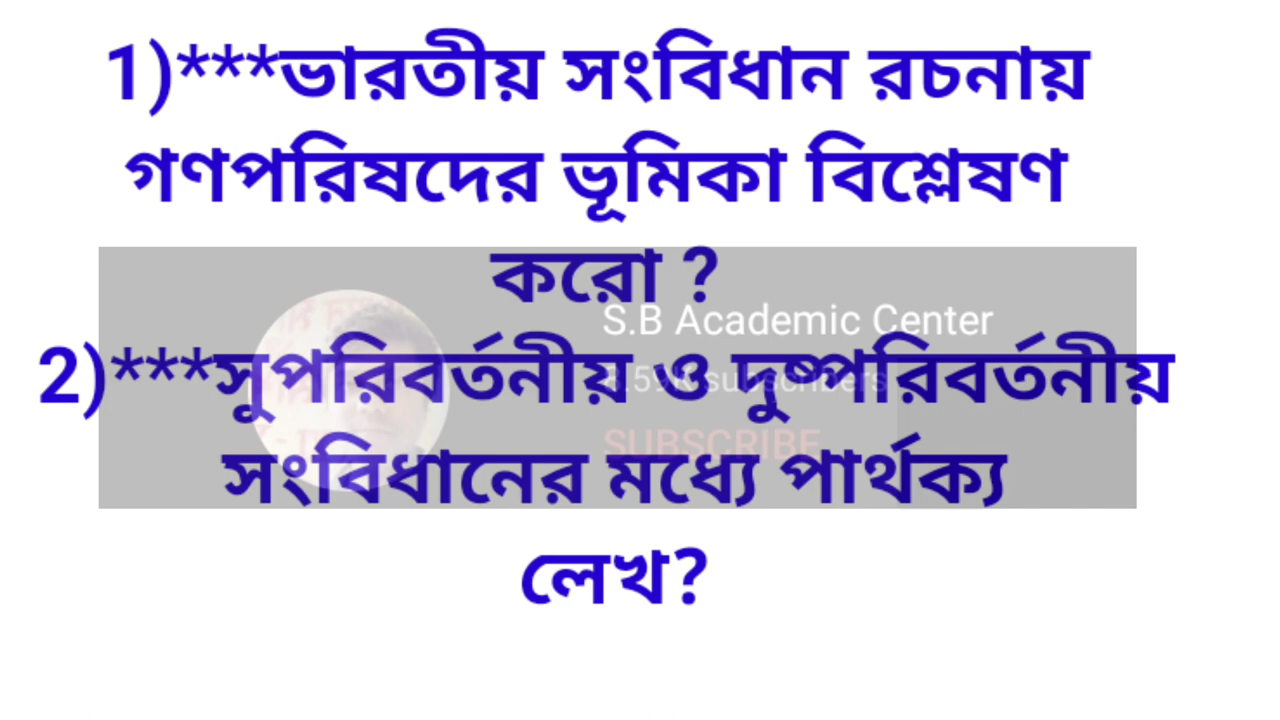 1)***ভারতীয় সংবিধান রচনায়
গণপরিষদের ভূমিকা বিশ্লেষণ
করো ?
S.B Academic Center
2)***সুপরিবর্তনীয় ও দুষ্পরিবর্তনীয়
subscribers
SUBSCRIBE
সংবিধানের মধ্যে পার্থক্য
লেখ?